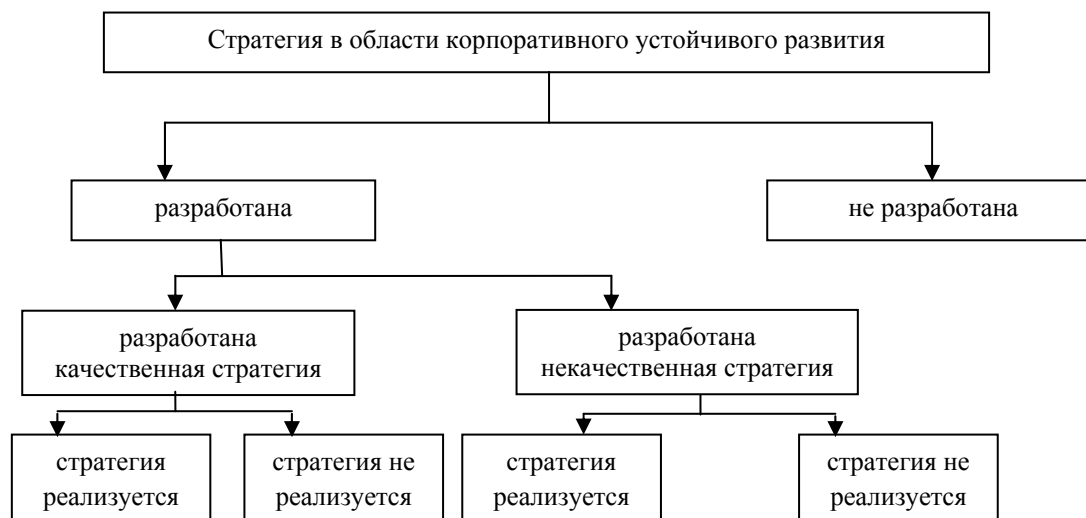 Стратегия в области корпоративного устойчивого развития
разработана
не разработана
разработана
качественная стратегия
разработана
некачественная стратегия
стратегия
реализуется
стратегия не
реализуется
стратегия
реализуется
стратегия не
реализуется